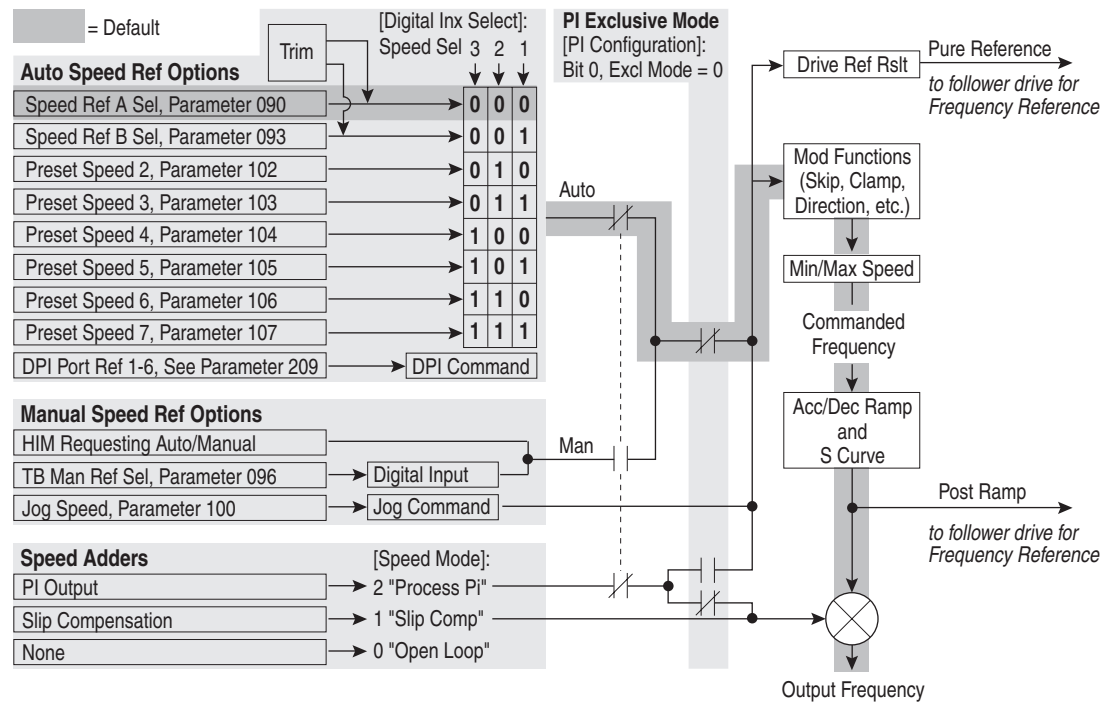 = Default
Trim
[Digital Inx Select]:
Speed Sel 3 2 1
PI Exclusive Mode
[PI Configuration]:
Bit 0, Excl Mode = 0
Drive Ref Rslt
Pure Reference
to follower drive for
Frequency Reference
Auto Speed Ref Options
Speed Ref A Sel, Parameter 090
0 0 0
Speed Ref B Sel, Parameter 093
0 0 1
Preset Speed 2, Parameter 102
0 1 0
Preset Speed 3, Parameter 103
0 1 1
Preset Speed 4, Parameter 104
1 0 0
Preset Speed 5, Parameter 105
1 0 1
Preset Speed 6, Parameter 106
1 1 0
Preset Speed 7, Parameter 107
1 1 1
DPI Port Ref 1-6, See Parameter 209
DPI Command
Auto
Mod Functions
(Skip, Clamp,
Direction, etc.)
Min/Max Speed
Commanded
Frequency
Acc/Dec Ramp
and
S Curve
Manual Speed Ref Options
HIM Requesting Auto/Manual
TB Man Ref Sel, Parameter 096
Digital Input
Jog Speed, Parameter 100
Jog Command
Man
Post Ramp
to follower drive for
Frequency Reference
Speed Adders
[Speed Mode]:
PI Output
2 "Process Pi"
Slip Compensation
1 "Slip Comp"
None
0 "Open Loop"
Output Frequency